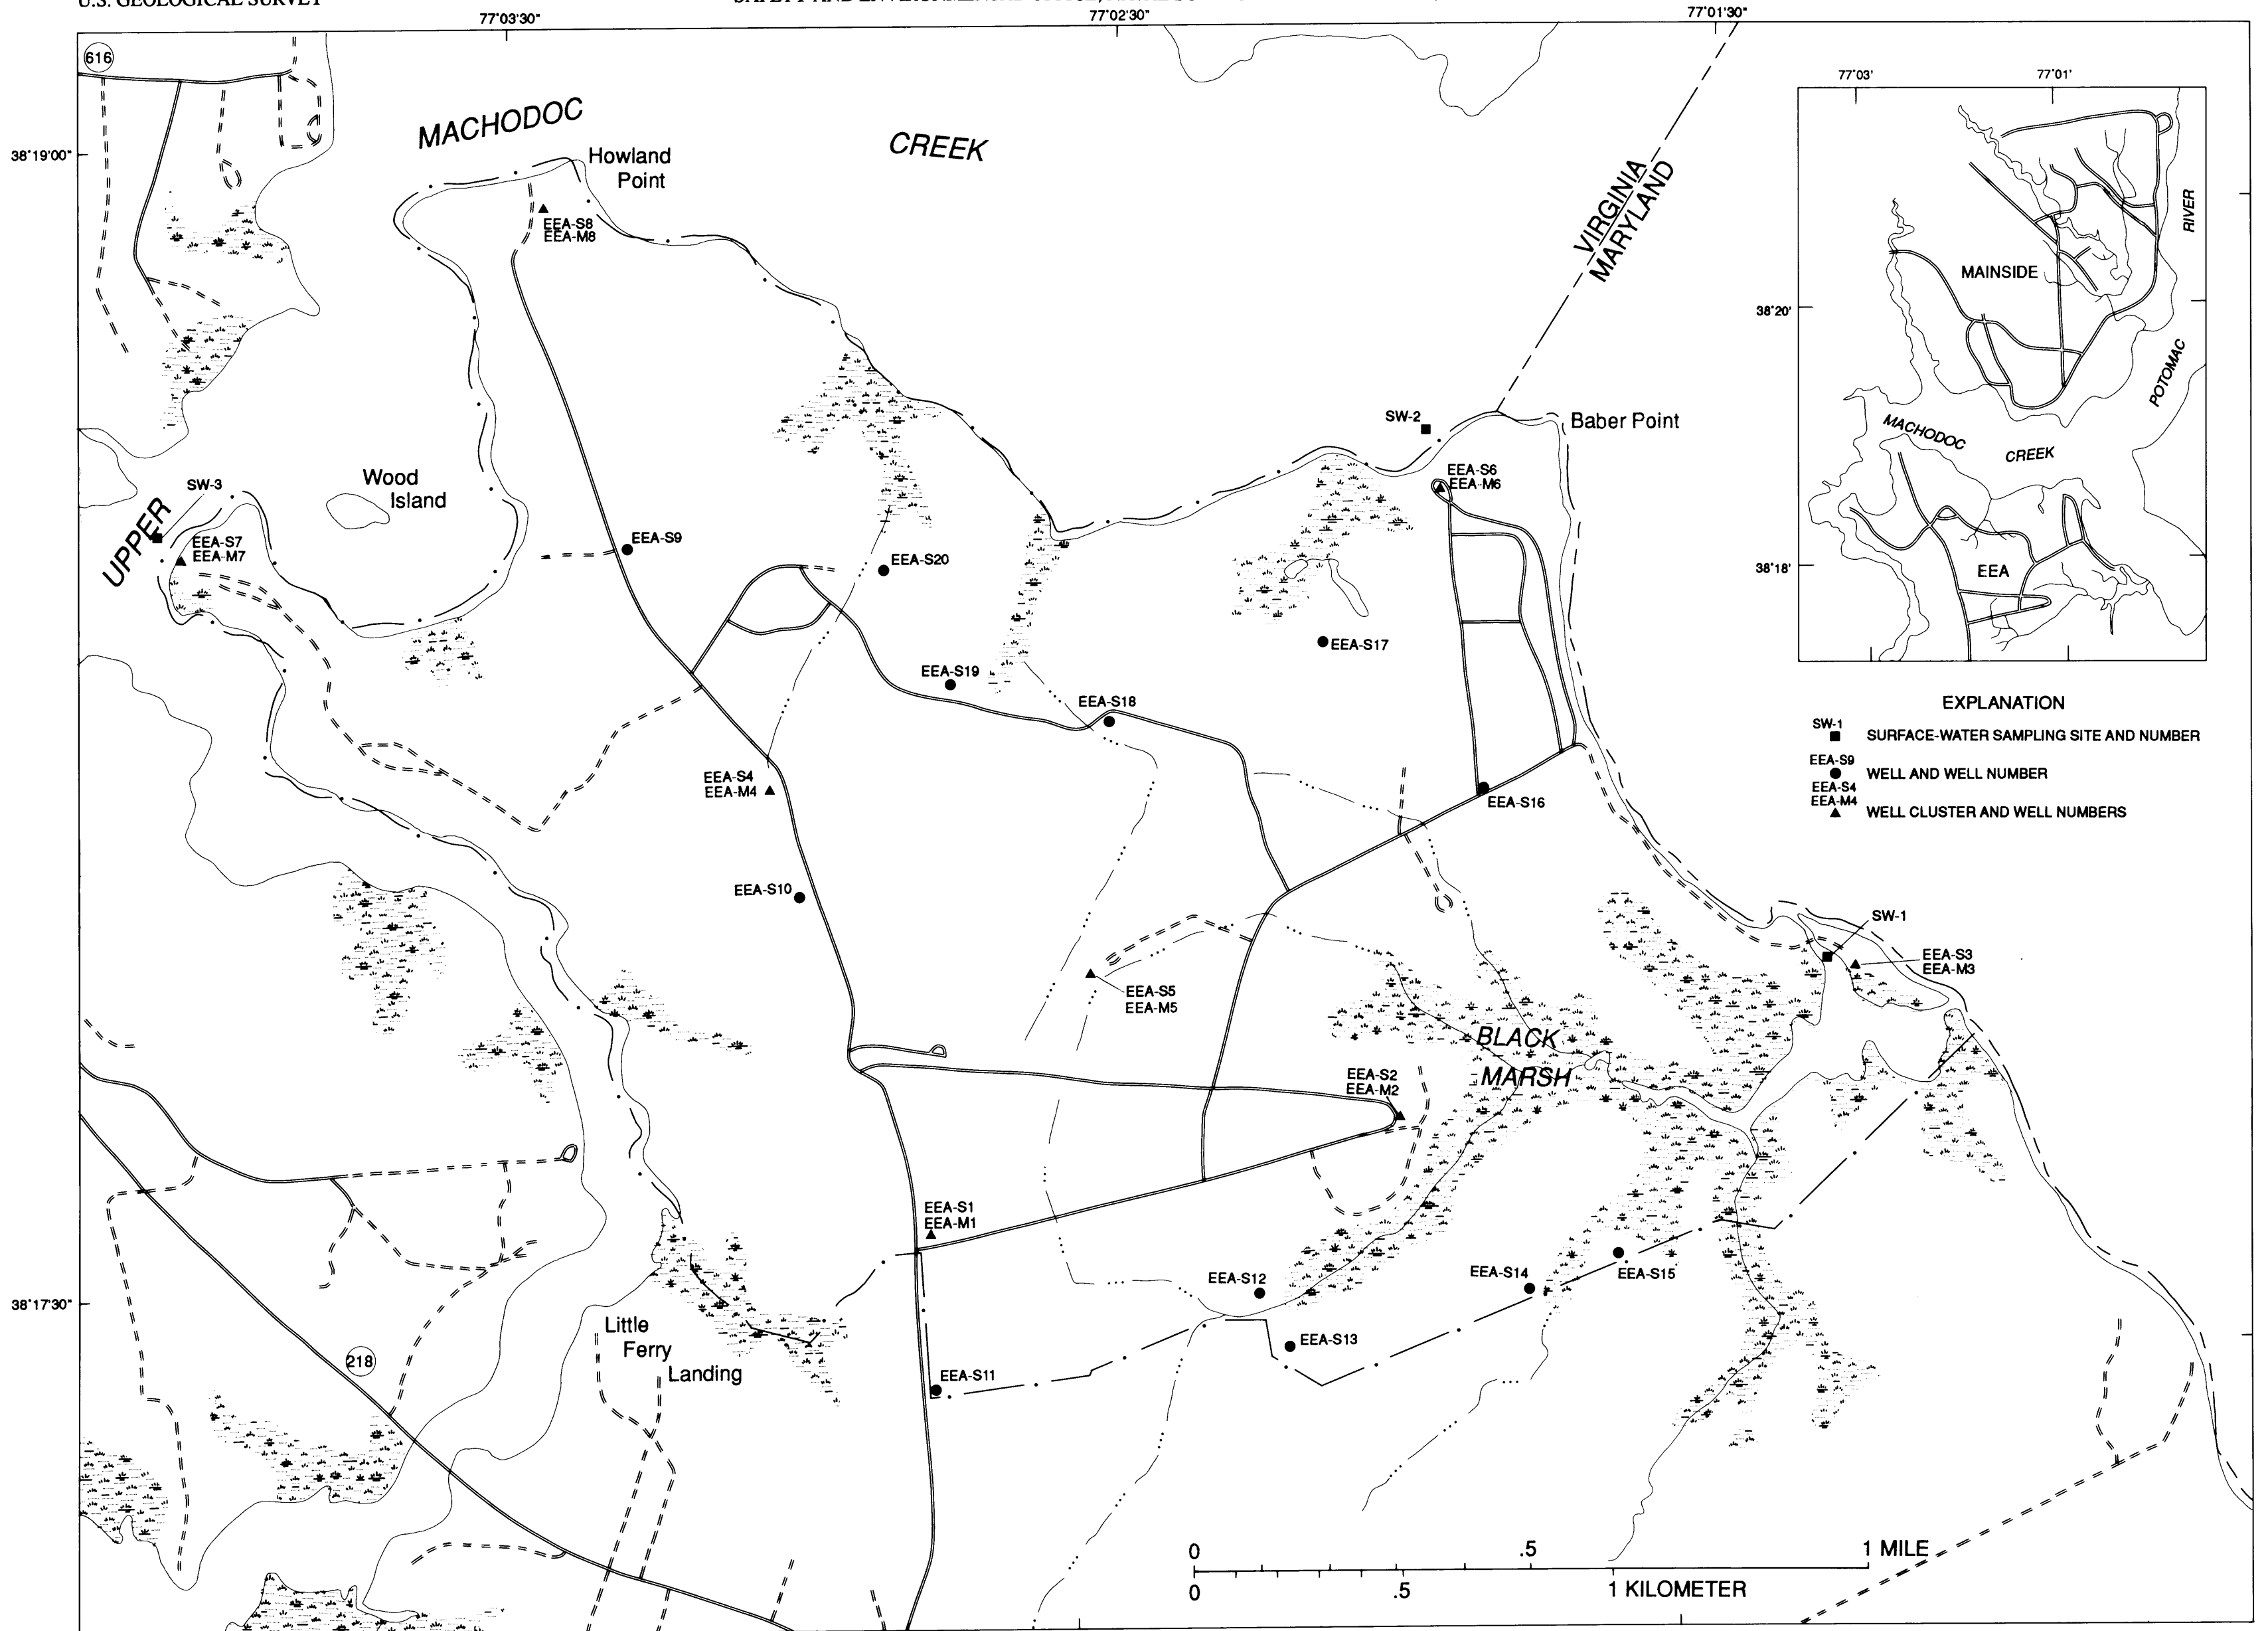 U.S. GEOLOGICAL SURVEY
77°03'30"
77°02'30"
77°01'30"
616
38°19'00"
MACHODOC
CREEK
Howland
Point
EEA-S8
EEA-M8
VIRGINIA
MARYLAND
77°03'
77°01'
RIVER
MAINSIDE
38°20'
POTOMAC
MACHODOC
CREEK
38°18'
EEA
SW-2
Baber Point
EEA-S6
EEA-M6
Wood
Island
SW-3
UPPER
EEA-S7
EEA-M7
EEA-S9
EEA-S20
EEA-S17
EEA-S19
EEA-S18
EXPLANATION
SW-1
SURFACE-WATER SAMPLING SITE AND NUMBER
EEA-S9
WELL AND WELL NUMBER
EEA-S4
EEA-M4
WELL CLUSTER AND WELL NUMBERS
EEA-S4
EEA-M4
EEA-S16
EEA-S10
SW-1
EEA-S3
EEA-M3
EEA-S5
EEA-M5
BLACK
MARSH
EEA-S2
EEA-M2
EEA-S1
EEA-M1
EEA-S12
EEA-S14
EEA-S15
38°17'30"
Little
Ferry
Landing
EEA-S13
218
EEA-S11
0
.5
1 MILE
0
.5
1 KILOMETER